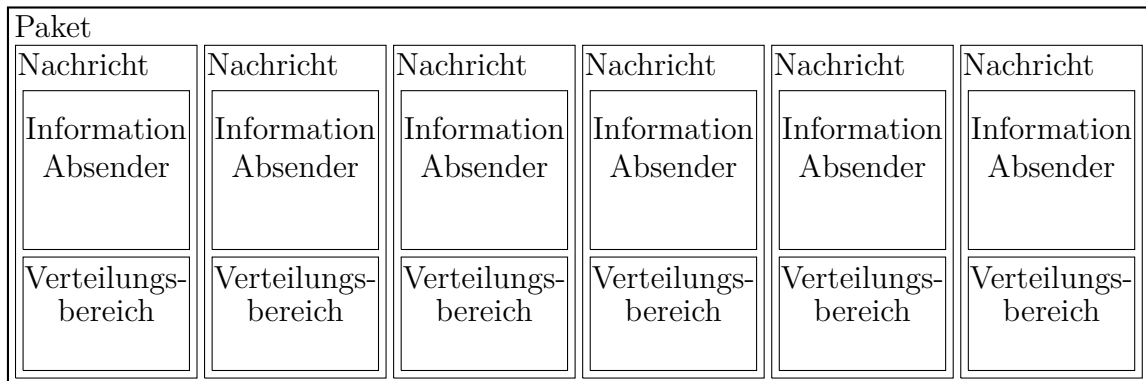 Paket
Nachricht Nachricht Nachricht Nachricht Nachricht Nachricht
Information Information Information Information Information Information
Absender Absender Absender Absender Absender Absender
Verteilungs- Verteilungs- Verteilungs- Verteilungs- Verteilungs- Verteilungs-
bereich bereich bereich bereich bereich bereich